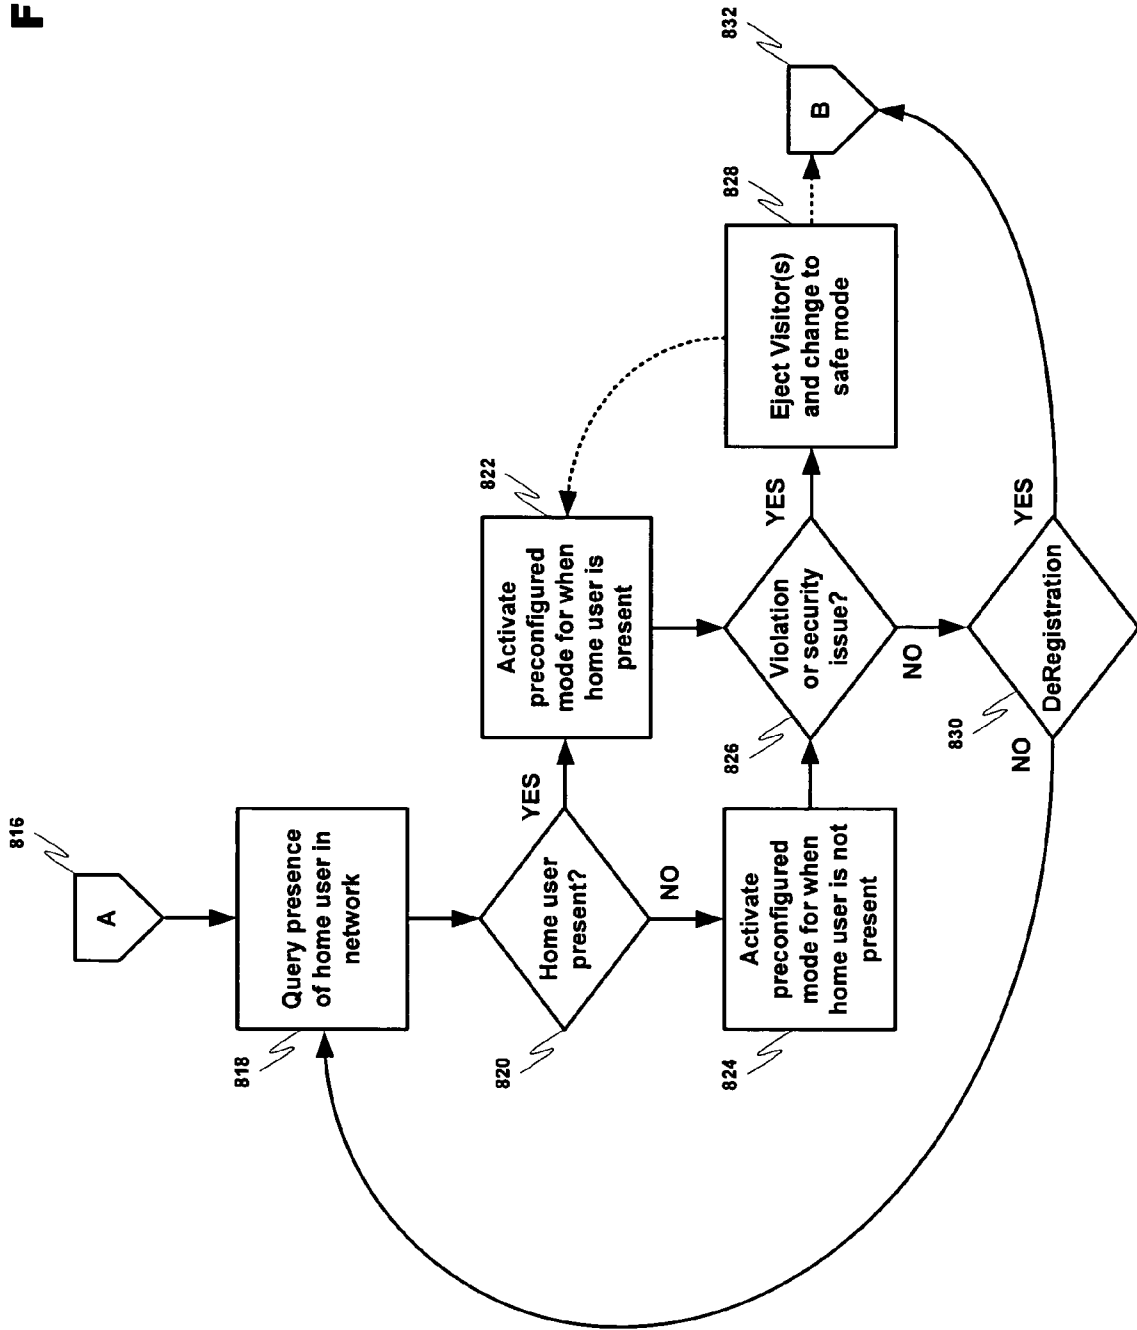 F
816
A
Query presence
of home user in
network
818
Home user
present?
820
YES
NO
Activate
preconfigured
mode for when
home user is
present
822
Activate
preconfigured
mode for when
home user is not
present
824
Violation
or security
issue?
826
YES
NO
Eject Visitor(s)
and change to
safe mode
828
DeRegistration
830
YES
NO
B
832